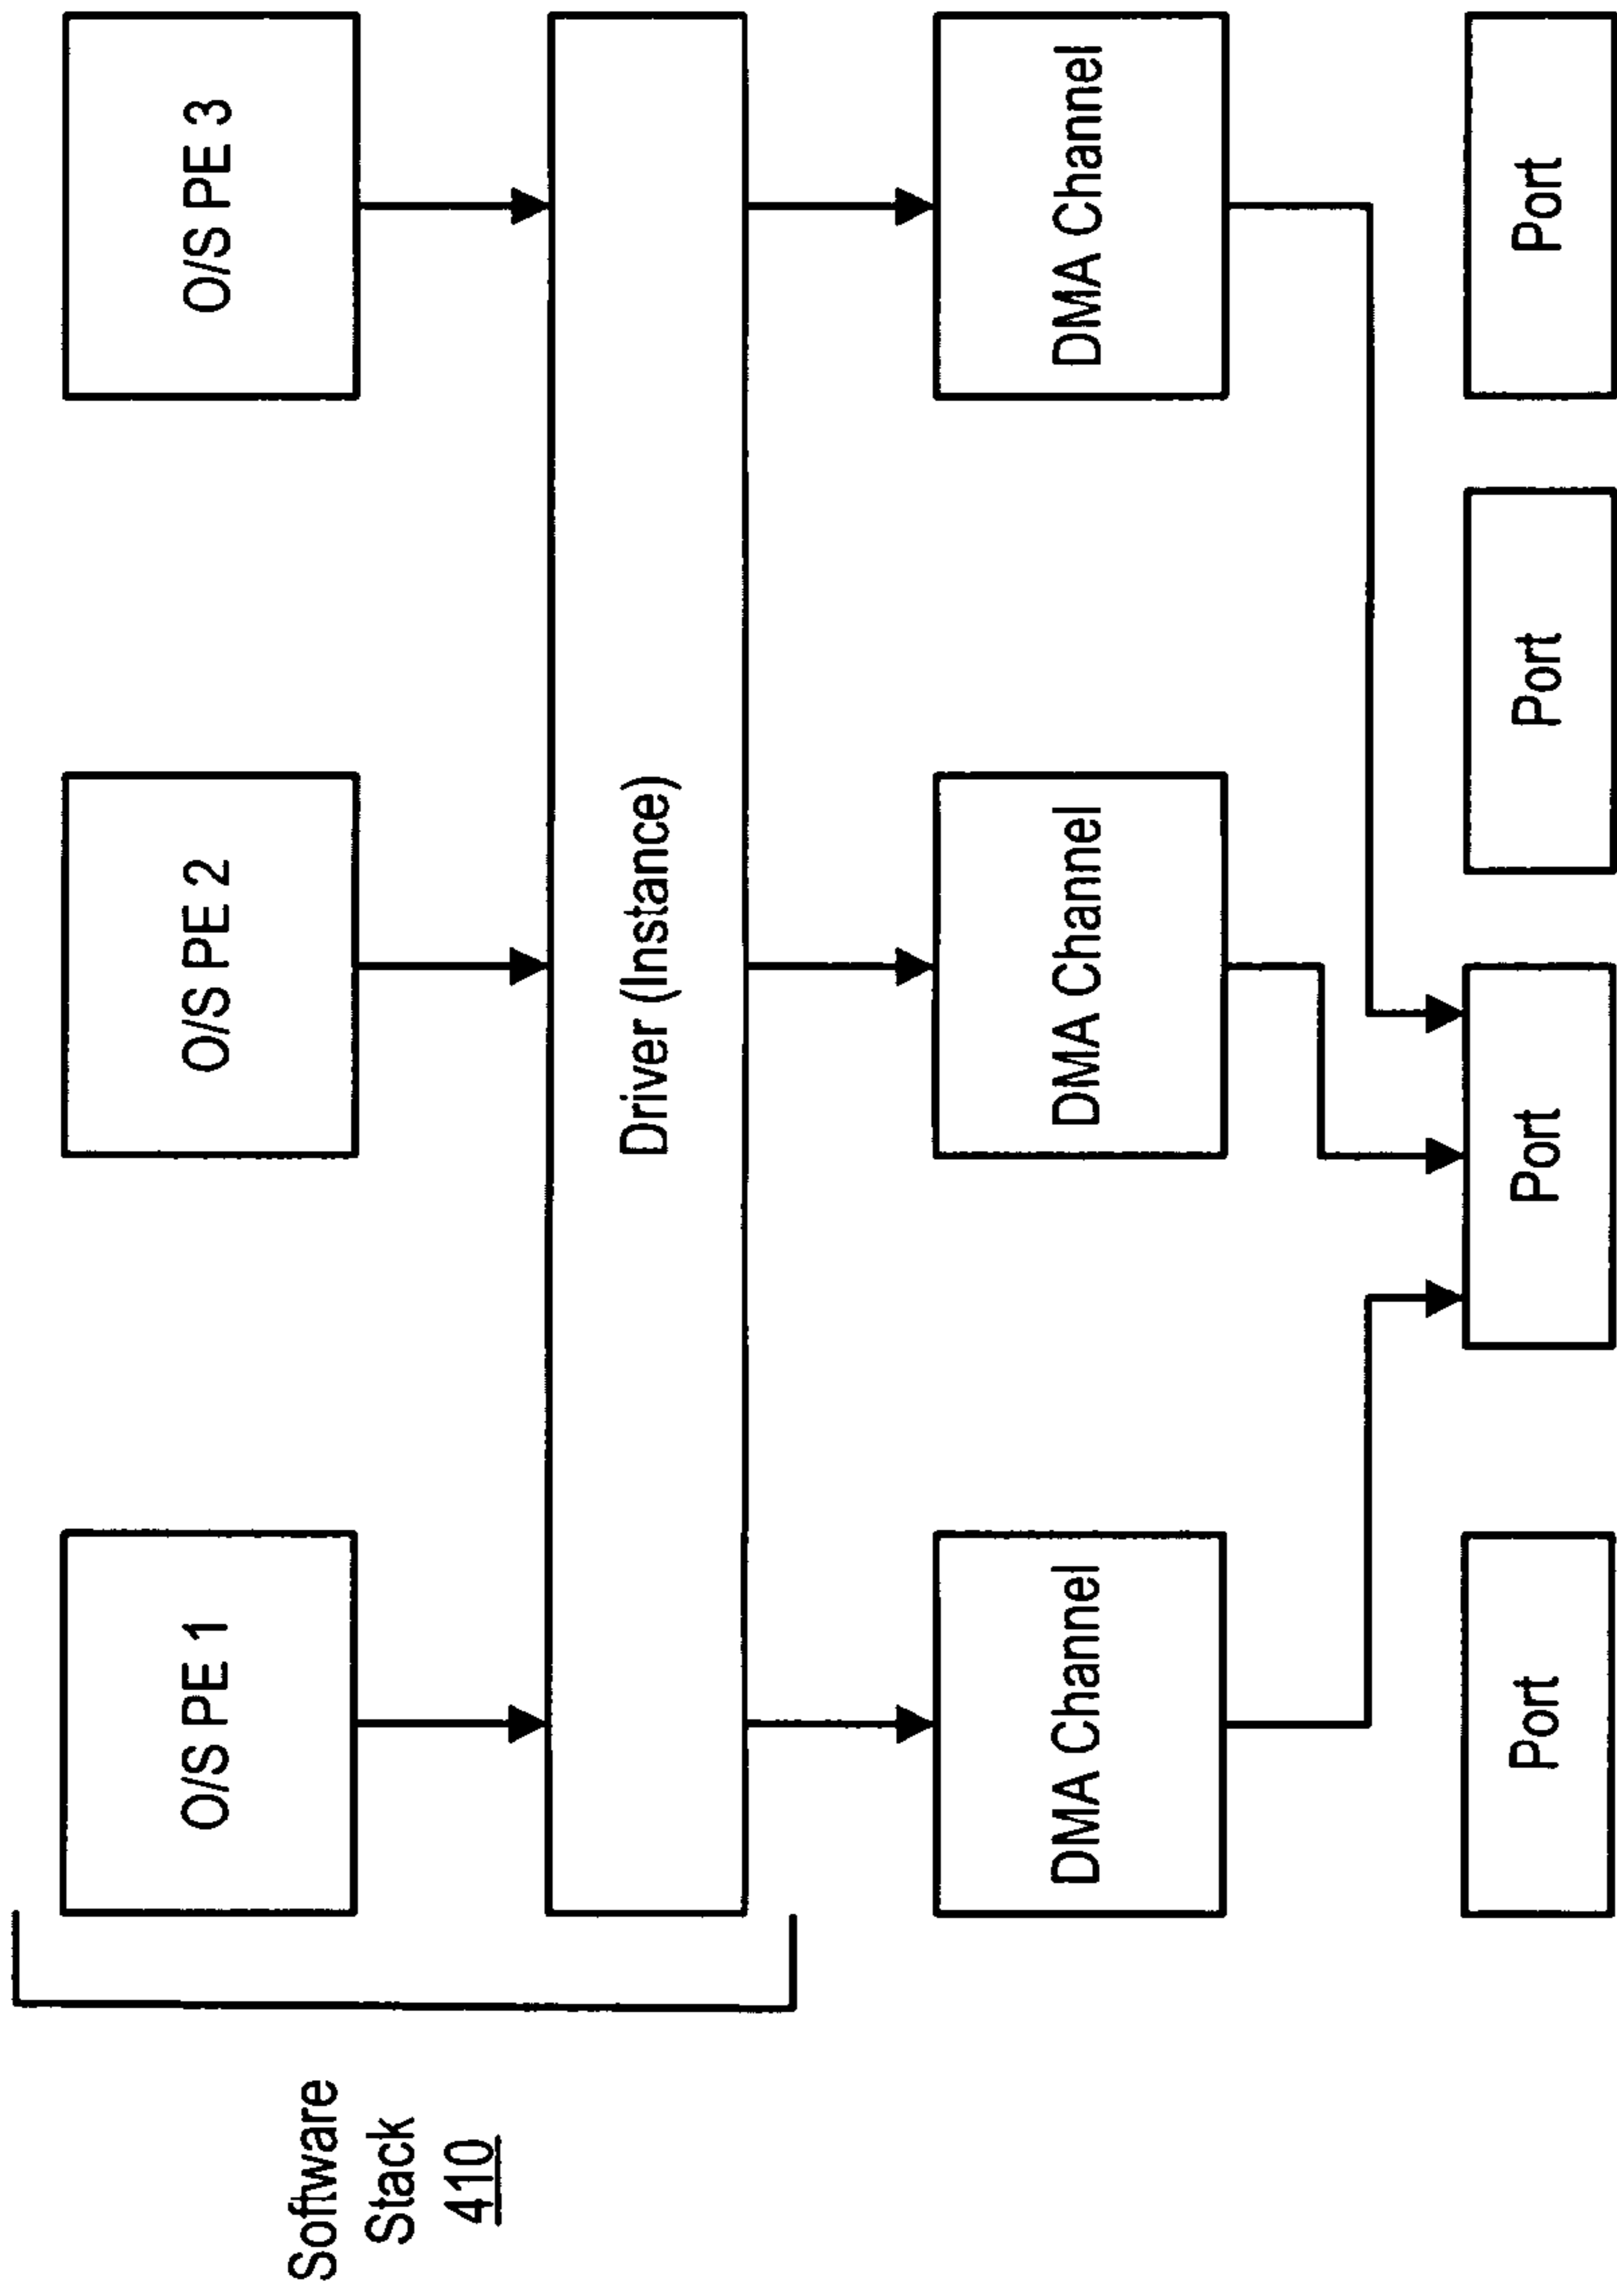 O/S PE 1
O/S PE 2
O/S PE 3
Software
Stack
410
Driver (Instance)
DMA Channel
DMA Channel
DMA Channel
Port
Port
Port
Port